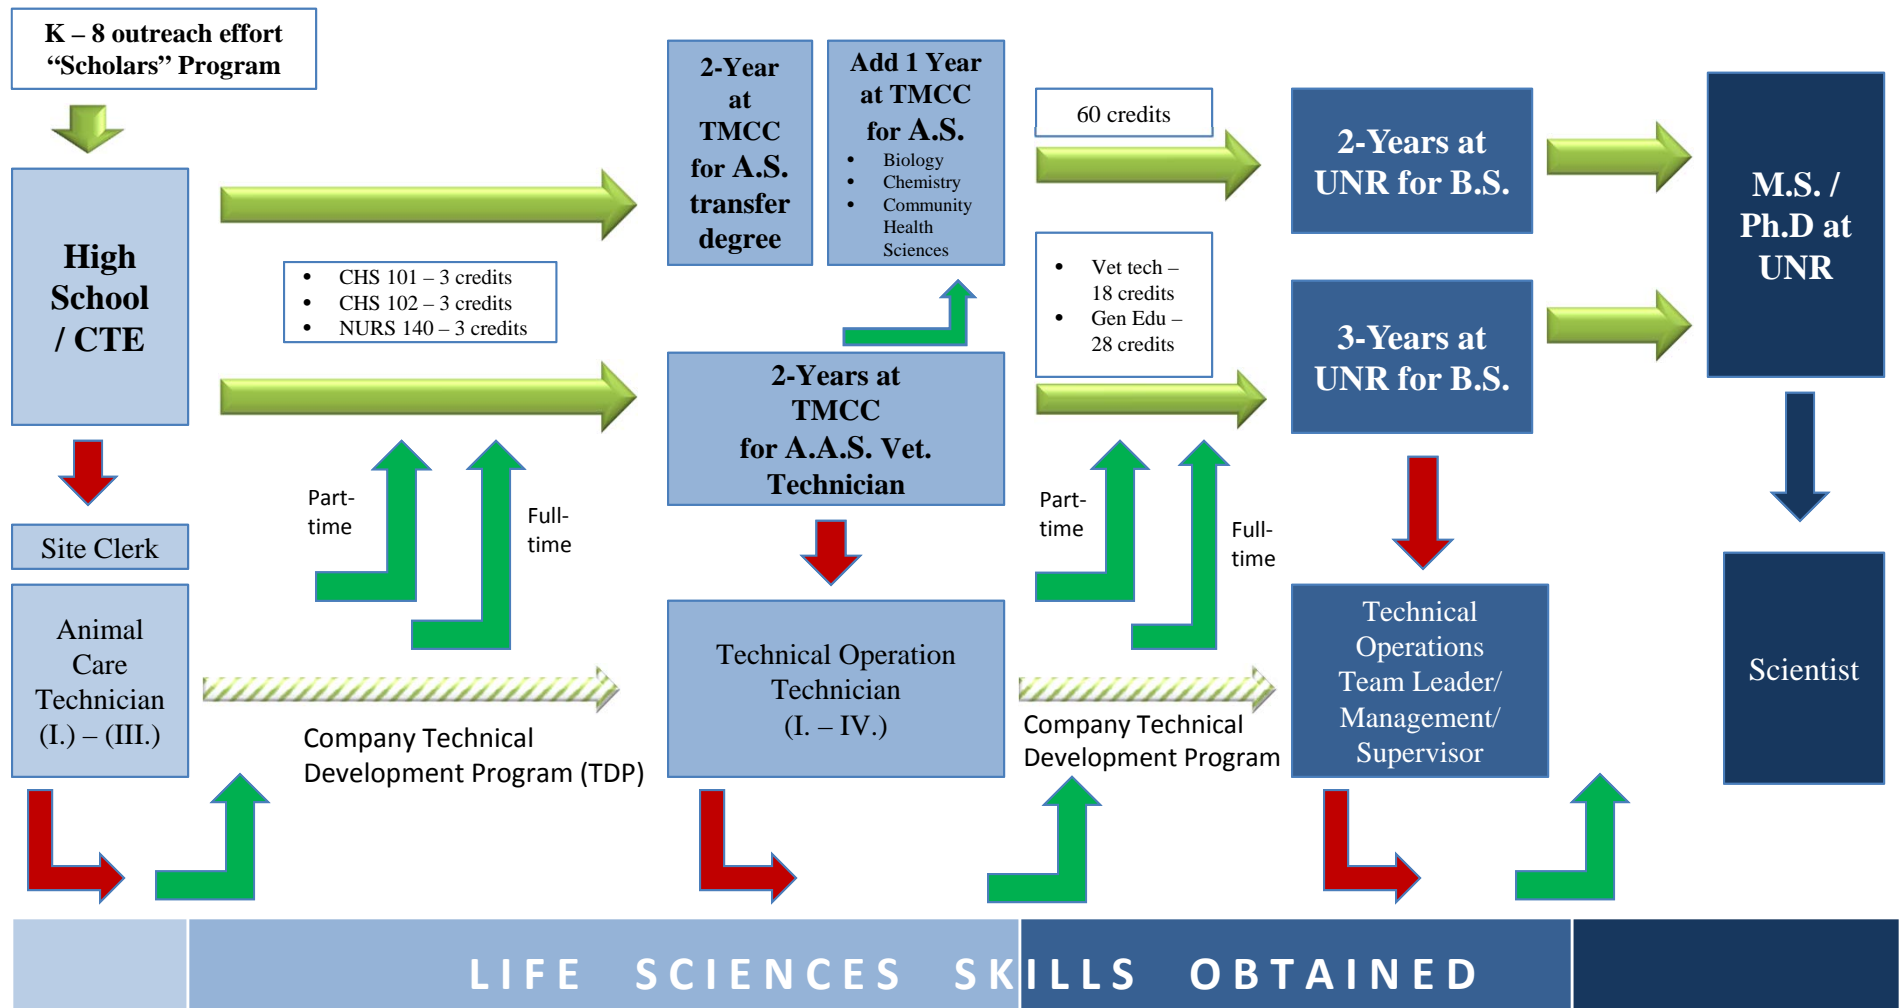 K – 8 outreach effort
“Scholars” Program
High
School
/ CTE
Site Clerk
Animal
Care
Technician
(I.) – (III.)
• CHS 101 – 3 credits
• CHS 102 – 3 credits
• NURS 140 – 3 credits
Part-
time
Full-
time
Company Technical
Development Program (TDP)
2-Year
at
TMCC
for A.S.
transfer
degree
Add 1 Year
at TMCC
for A.S.
• Biology
• Chemistry
• Community
Health
Sciences
2-Years at
TMCC
for A.A.S. Vet.
Technician
Technical Operation
Technician
(I. – IV.)
60 credits
• Vet tech –
18 credits
• Gen Edu –
28 credits
Part-
time
Full-
time
Company Technical
Development Program
2-Years at
UNR for B.S.
3-Years at
UNR for B.S.
Technical
Operations
Team Leader/
Management/
Supervisor
M.S. /
Ph.D at
UNR
Scientist
LIFE SCIENCES SKILLS OBTAINED